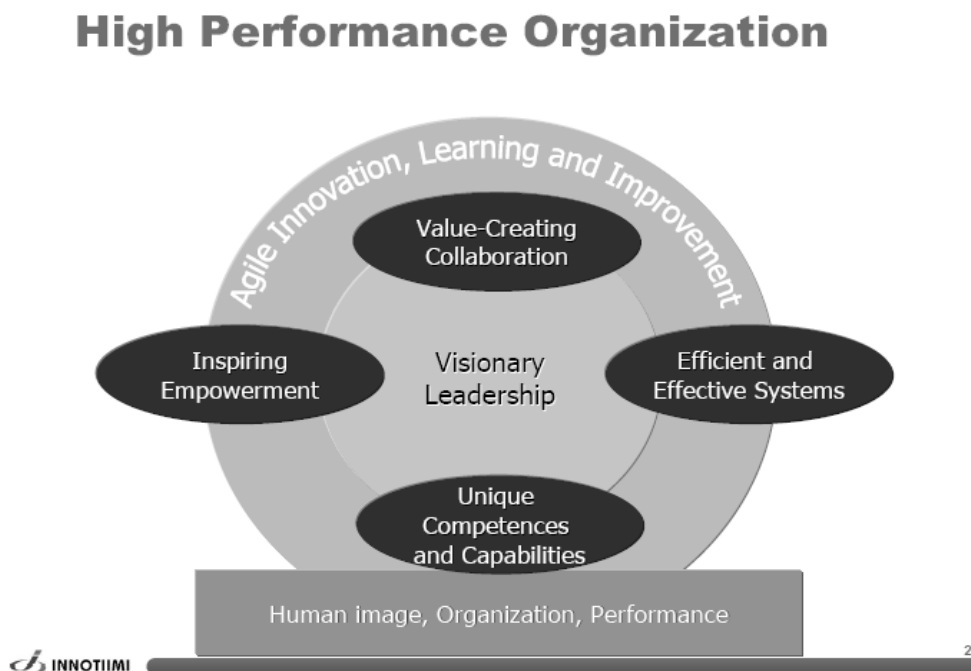 High Performance Organization
Agile Innovation, Learning and Improvement
Value-Creating
Collaboration
Inspiring
Empowerment
Visionary
Leadership
Efficient and
Effective Systems
Unique
Competences
and Capabilities
Human image, Organization, Performance
INNOTIIMI
2